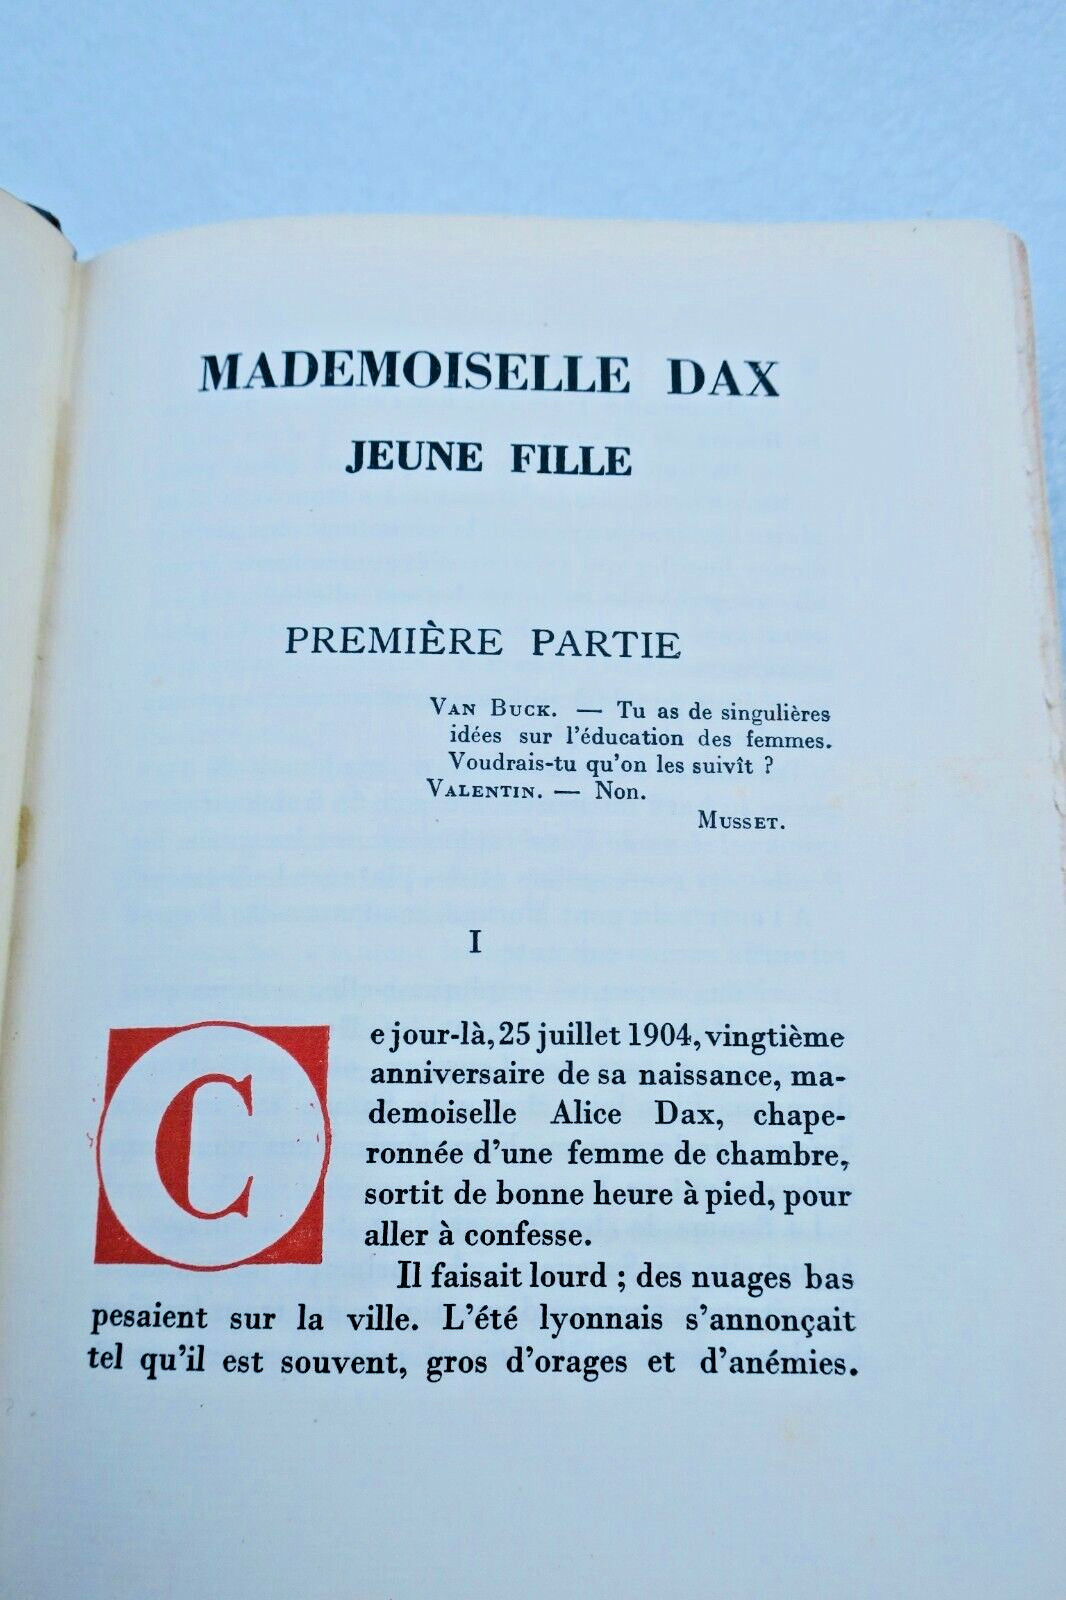 MADEMOISELLE DAX
JEUNE FILLE
PREMIÈRE PARTIE
VAN BUCK. — Tu as de singulières
idées sur l'éducation des femmes.
Voudrais-tu qu'on les suivît ?
VALENTIN. — Non.
MUSSET.
I
Ce jour-là, 25 juillet 1904, vingtième
anniversaire de sa naissance, ma-
demoiselle Alice Dax, chape-
ronnée d'une femme de chambre,
sortit de bonne heure à pied, pour
aller à confesse.
Il faisait lourd ; des nuages bas
pesaient sur la ville. L'été lyonnais s'annonçait
tel qu'il est souvent, gros d'orages et d'anémies.